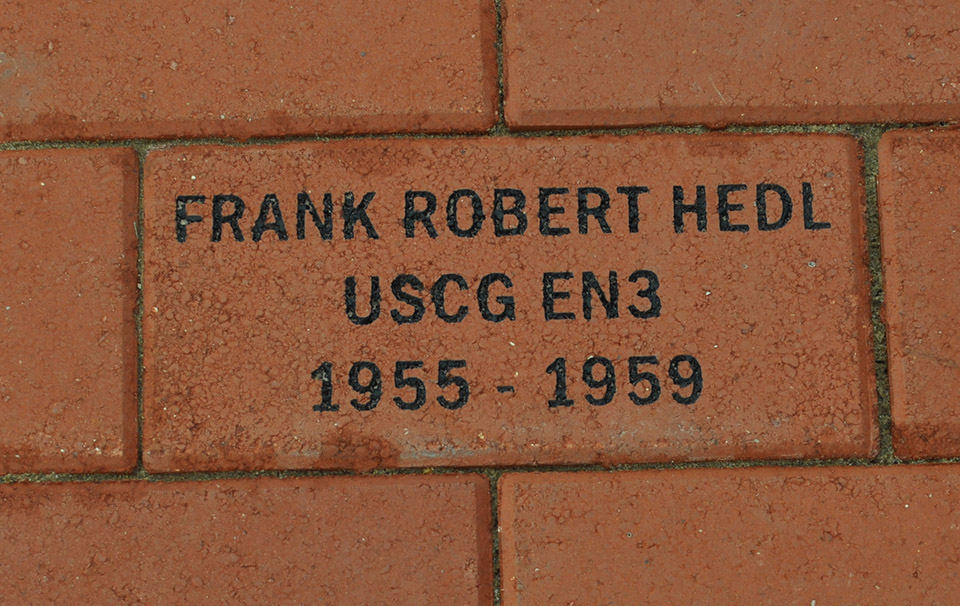 FRANK ROBERT HEDL
USCG EN3
1955 - 1959